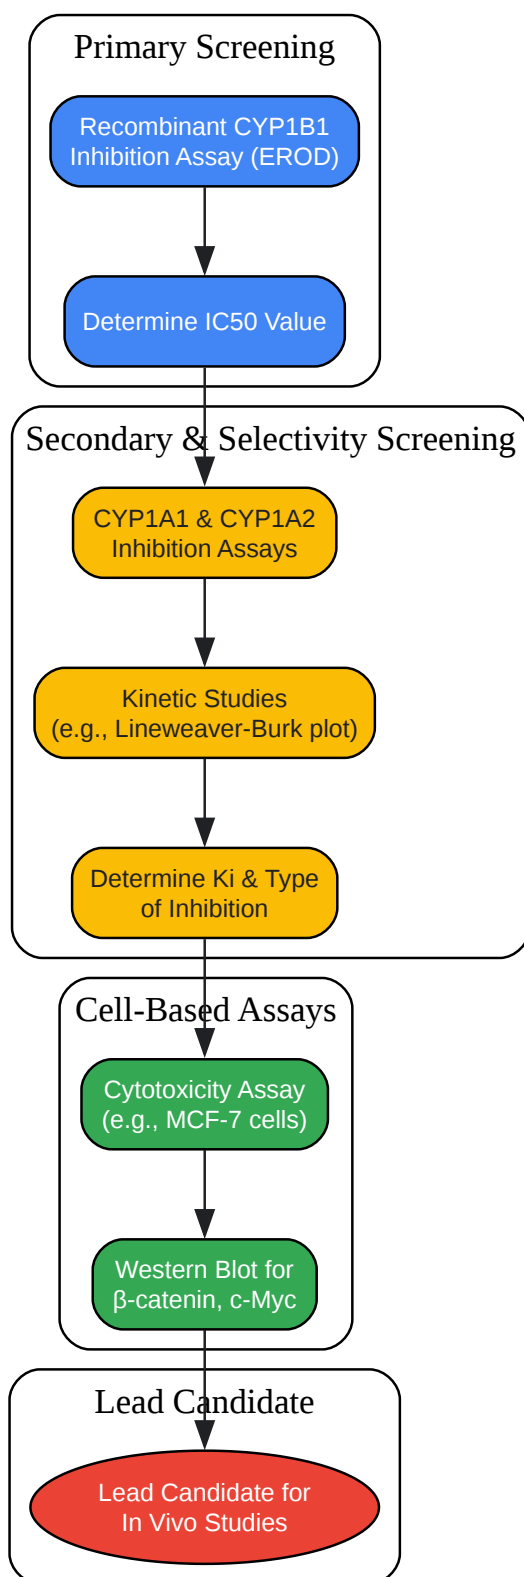 Primary Screening
Recombinant CYP1B1
Inhibition Assay (EROD)
Determine IC50 Value
Secondary & Selectivity Screening
CYP1A1 & CYP1A2
Inhibition Assays
Kinetic Studies
(e.g., Lineweaver-Burk plot)
Determine Ki & Type
of Inhibition
Cell-Based Assays
Cytotoxicity Assay
(e.g., MCF-7 cells)
Western Blot for
β-catenin, c-Myc
Lead Candidate
Lead Candidate for
In Vivo Studies